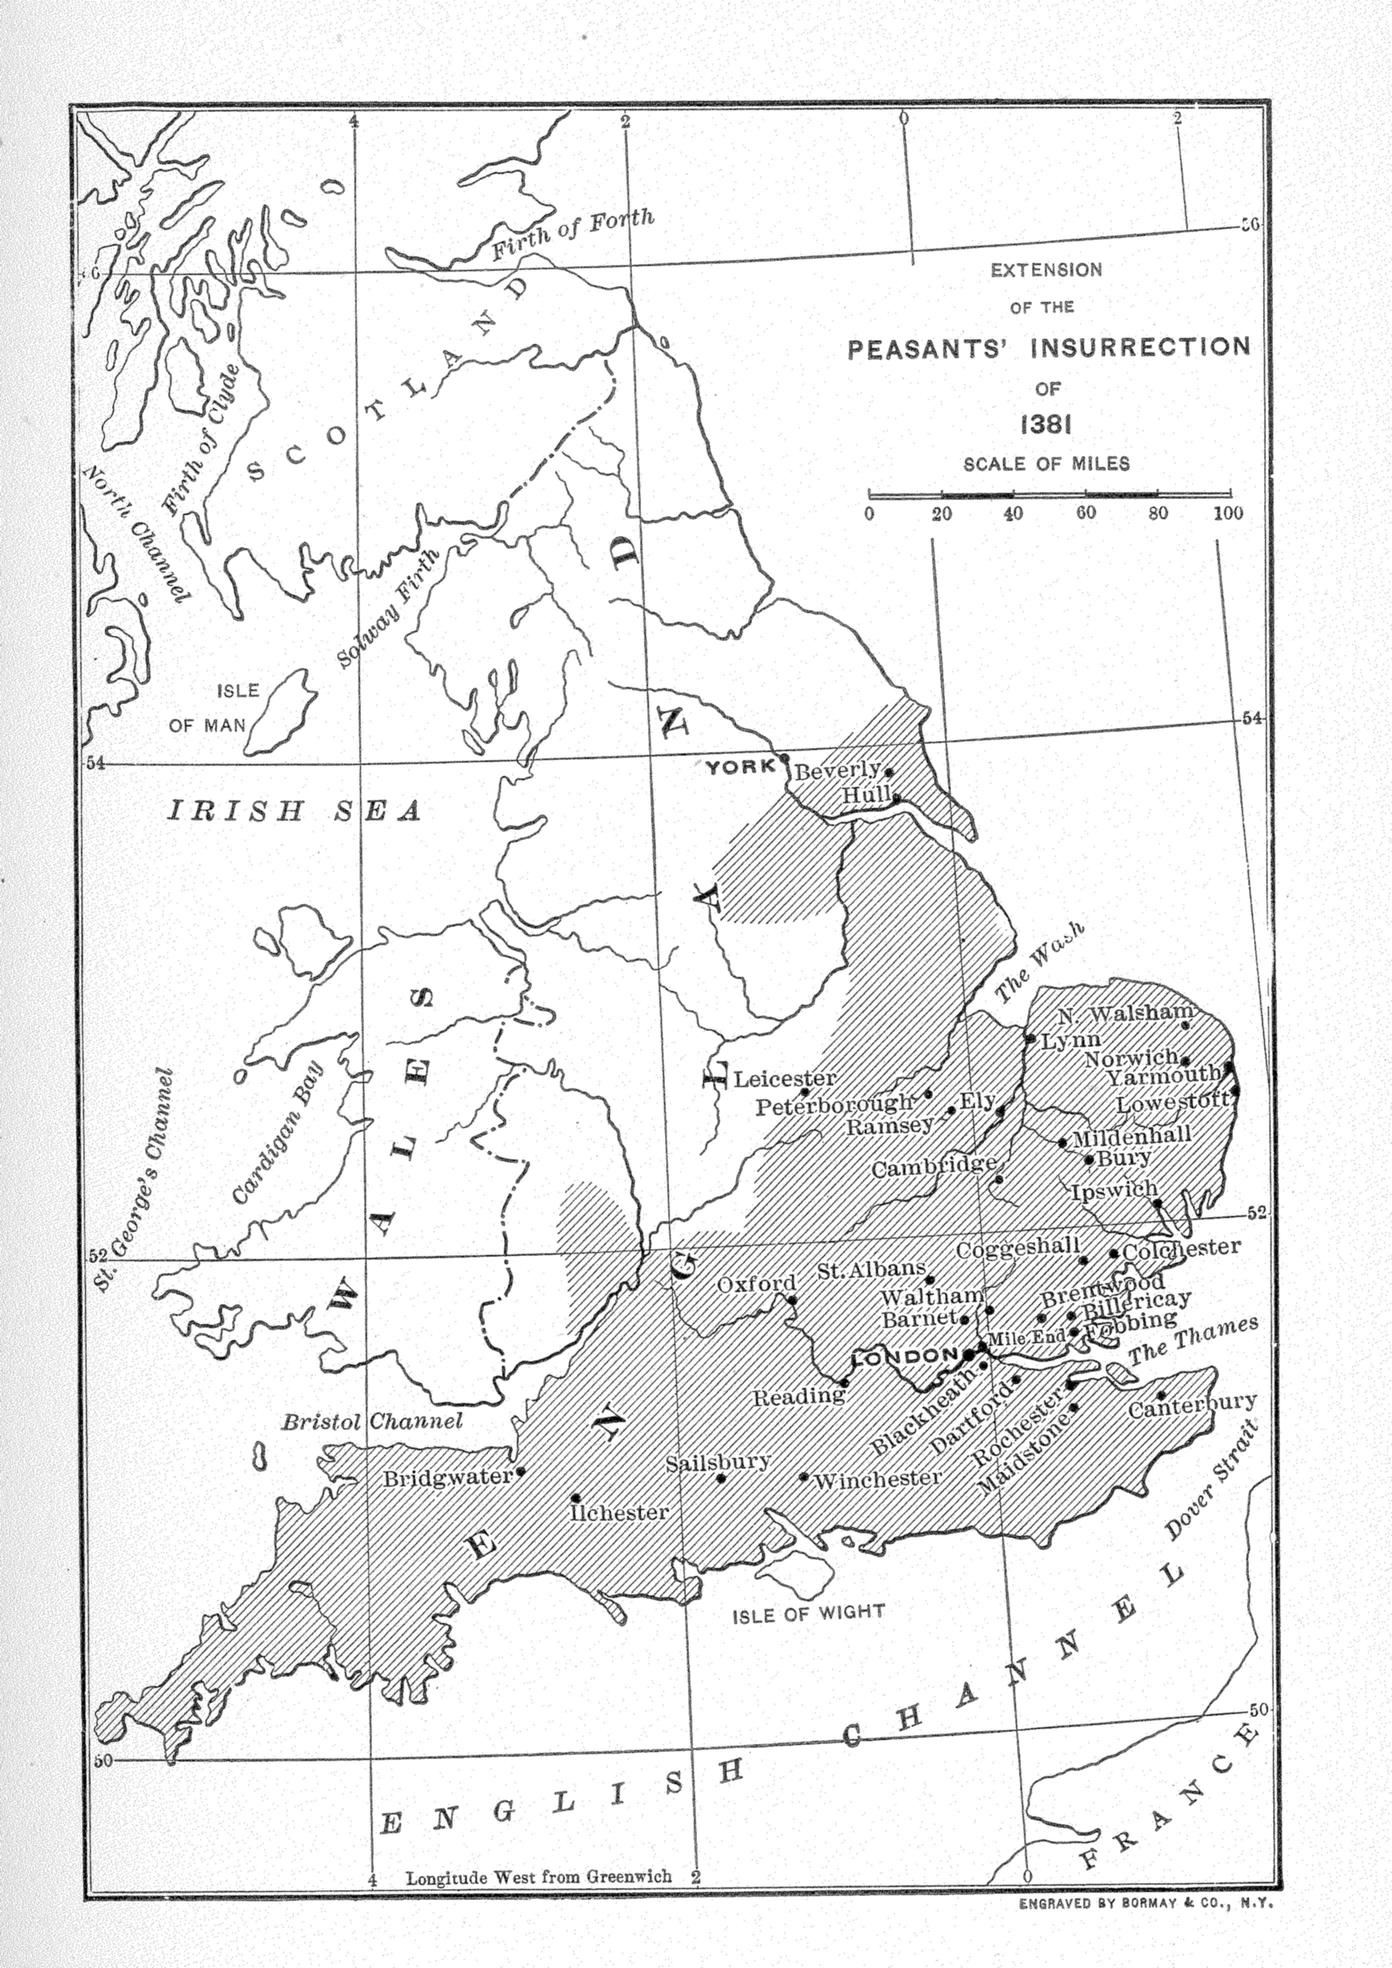 4
2
0
2
Firth of Forth
56
6
EXTENSION
OF THE
PEASANTS' INSURRECTION
OF
1381
SCALE OF MILES
0 20 40 60 80 100
SCOTLAND
Firth of Clyde
North Channel
Solway Firth
ISLE
OF MAN
54
54
IRISH SEA
YORK
Beverly
Hull
ENGLAND
The Wash
N. Walsham
Lynn
Norwich
Yarmouth
Lowestoft
Leicester
Peterborough
Ely
Ramsey
Mildenhall
Bury
Cambridge
Ipswich
WALES
Cardigan Bay
St. George's Channel
52
52
Coggeshall
Colchester
St. Albans
Oxford
Waltham
Brentwood
Billericay
Barnet
Fobbing
Mile End
LONDON
The Thames
Reading
Blackheath
Dartford
Rochester
Maidstone
Canterbury
Dover Strait
Bristol Channel
Bridgwater
Sailsbury
Winchester
Ilchester
ISLE OF WIGHT
50
50
ENGLISH CHANNEL
FRANCE
4
Longitude West from Greenwich
2
0
ENGRAVED BY BORMAY & CO., N.Y.